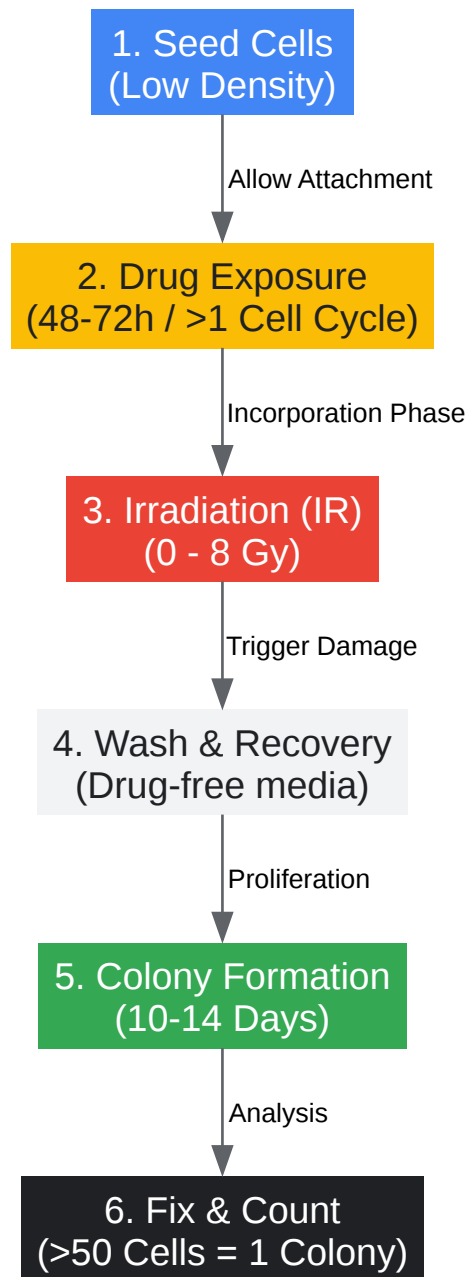 1. Seed Cells
(Low Density)
Allow Attachment
2. Drug Exposure
(48-72h / >1 Cell Cycle)
Incorporation Phase
3. Irradiation (IR)
(0 - 8 Gy)
Trigger Damage
4. Wash & Recovery
(Drug-free media)
Proliferation
5. Colony Formation
(10-14 Days)
Analysis
6. Fix & Count
(>50 Cells = 1 Colony)